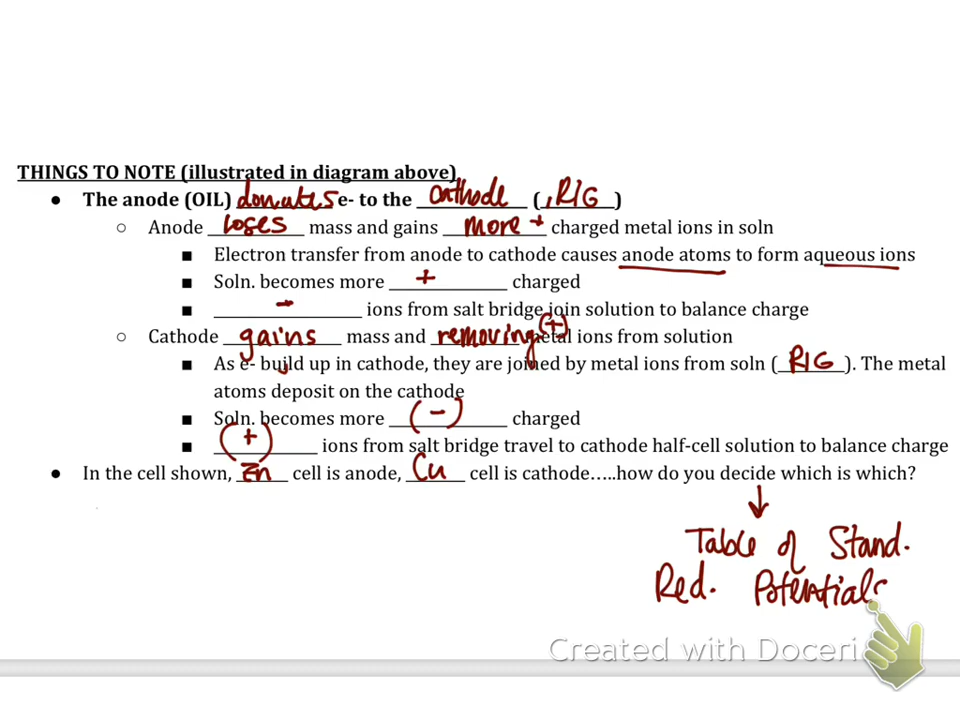 THINGS TO NOTE (illustrated in diagram above)
● The anode (OIL) donates e- to the cathode (, RIG)
○ Anode loses mass and gains more + charged metal ions in soln
■ Electron transfer from anode to cathode causes anode atoms to form aqueous ions
■ Soln. becomes more + charged
■ - ions from salt bridge join solution to balance charge
○ Cathode gains mass and removing (+) metal ions from solution
■ As e- build up in cathode, they are joined by metal ions from soln (RIG). The metal
atoms deposit on the cathode
■ Soln. becomes more (-) charged
■ (+) ions from salt bridge travel to cathode half-cell solution to balance charge
● In the cell shown, Zn cell is anode, Cu cell is cathode…..how do you decide which is which?
↓
Table of Stand.
Red. Potentials
Created with Doceri